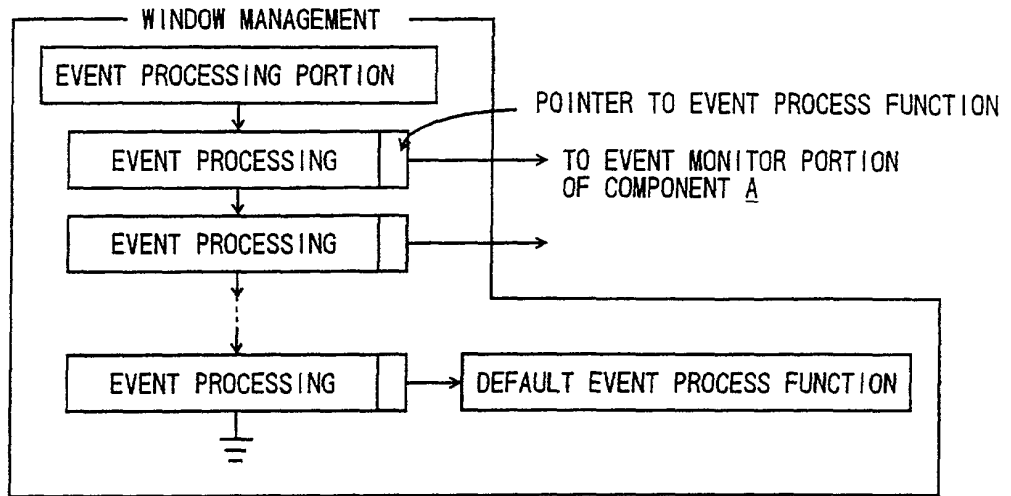 WINDOW MANAGEMENT
EVENT PROCESSING PORTION
POINTER TO EVENT PROCESS FUNCTION
EVENT PROCESSING
TO EVENT MONITOR PORTION
OF COMPONENT A
EVENT PROCESSING
EVENT PROCESSING
DEFAULT EVENT PROCESS FUNCTION